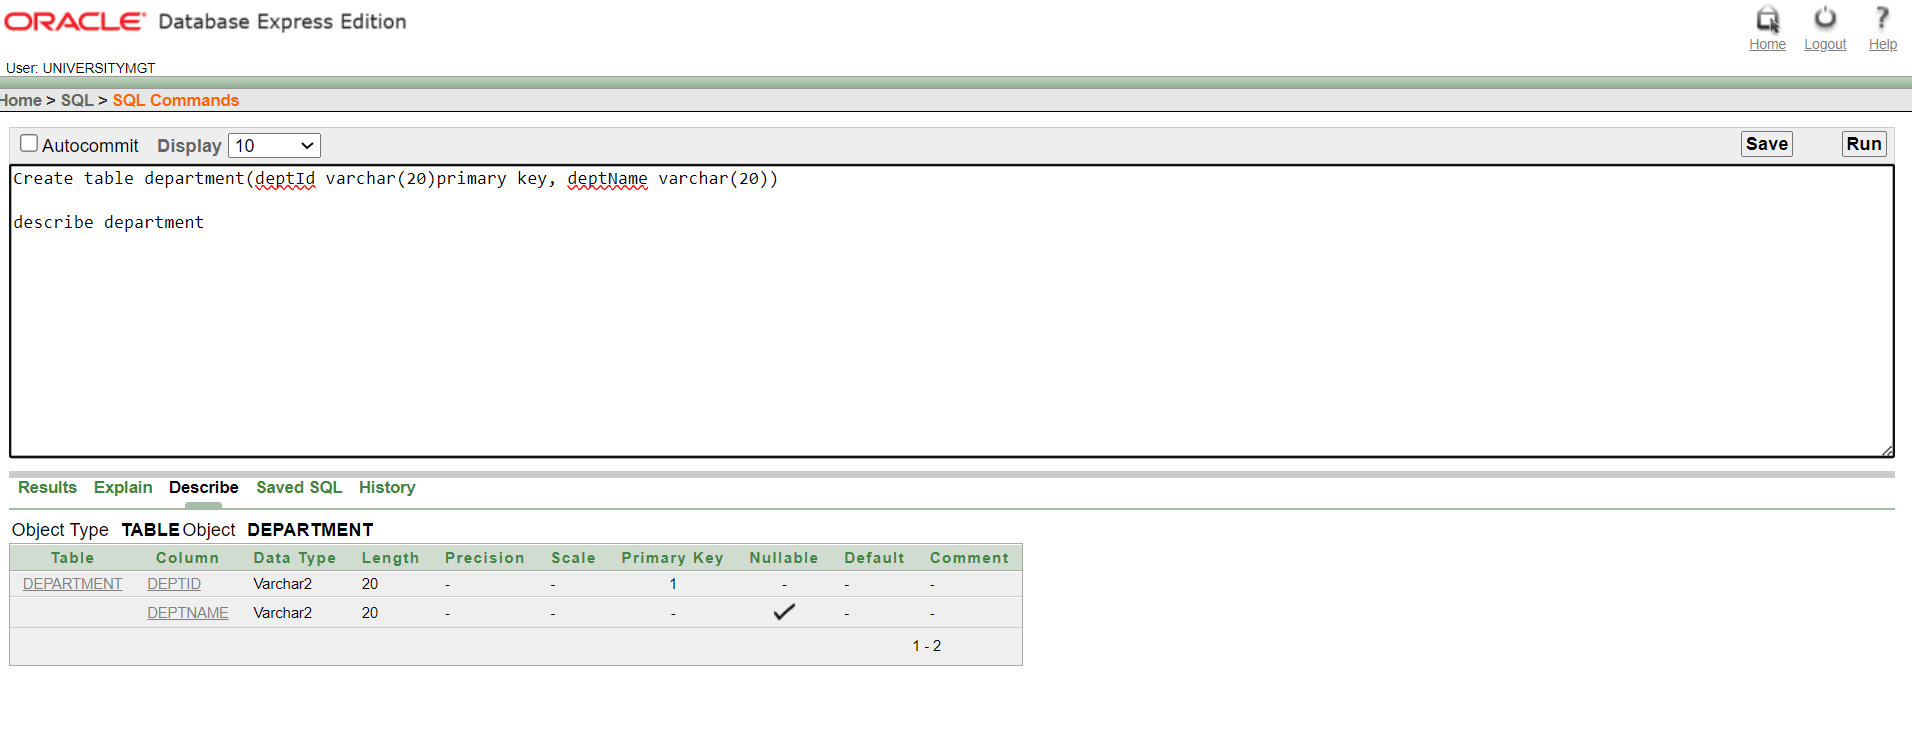 ORACLE Database Express Edition
Home Logout Help
User: UNIVERSITYMGT
Home > SQL > SQL Commands
Autocommit Display 10 Save Run
Create table department(deptId varchar(20)primary key, deptName varchar(20))
describe department
Results Explain Describe Saved SQL History
Object Type TABLE Object DEPARTMENT
Table Column Data Type Length Precision Scale Primary Key Nullable Default Comment
DEPARTMENT DEPTID Varchar2 20 - - 1 - - -
DEPTNAME Varchar2 20 - - - ✓ - -
1 - 2